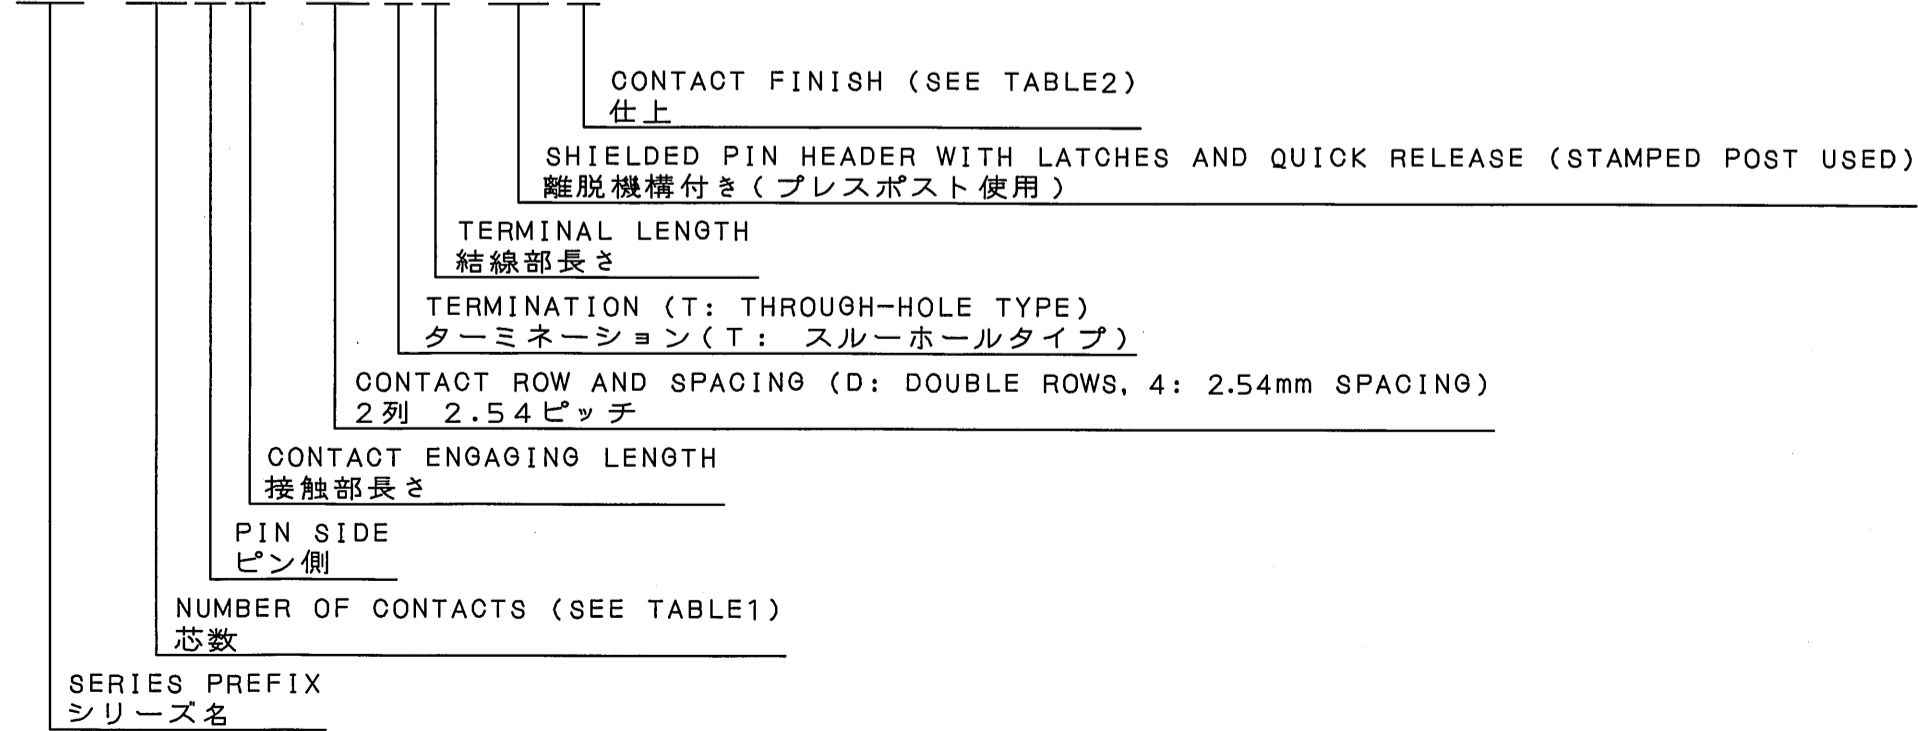 CONTACT FINISH (SEE TABLE2)
仕上
SHIELDED PIN HEADER WITH LATCHES AND QUICK RELEASE (STAMPED POST USED)
離脱機構付き(プレスポスト使用)
TERMINAL LENGTH
結線部長さ
TERMINATION (T: THROUGH-HOLE TYPE)
ターミネーション(T: スルーホールタイプ)
CONTACT ROW AND SPACING (D: DOUBLE ROWS, 4: 2.54mm SPACING)
2列 2.54ピッチ
CONTACT ENGAGING LENGTH
接触部長さ
PIN SIDE
ピン側
NUMBER OF CONTACTS (SEE TABLE1)
芯数
SERIES PREFIX
シリーズ名